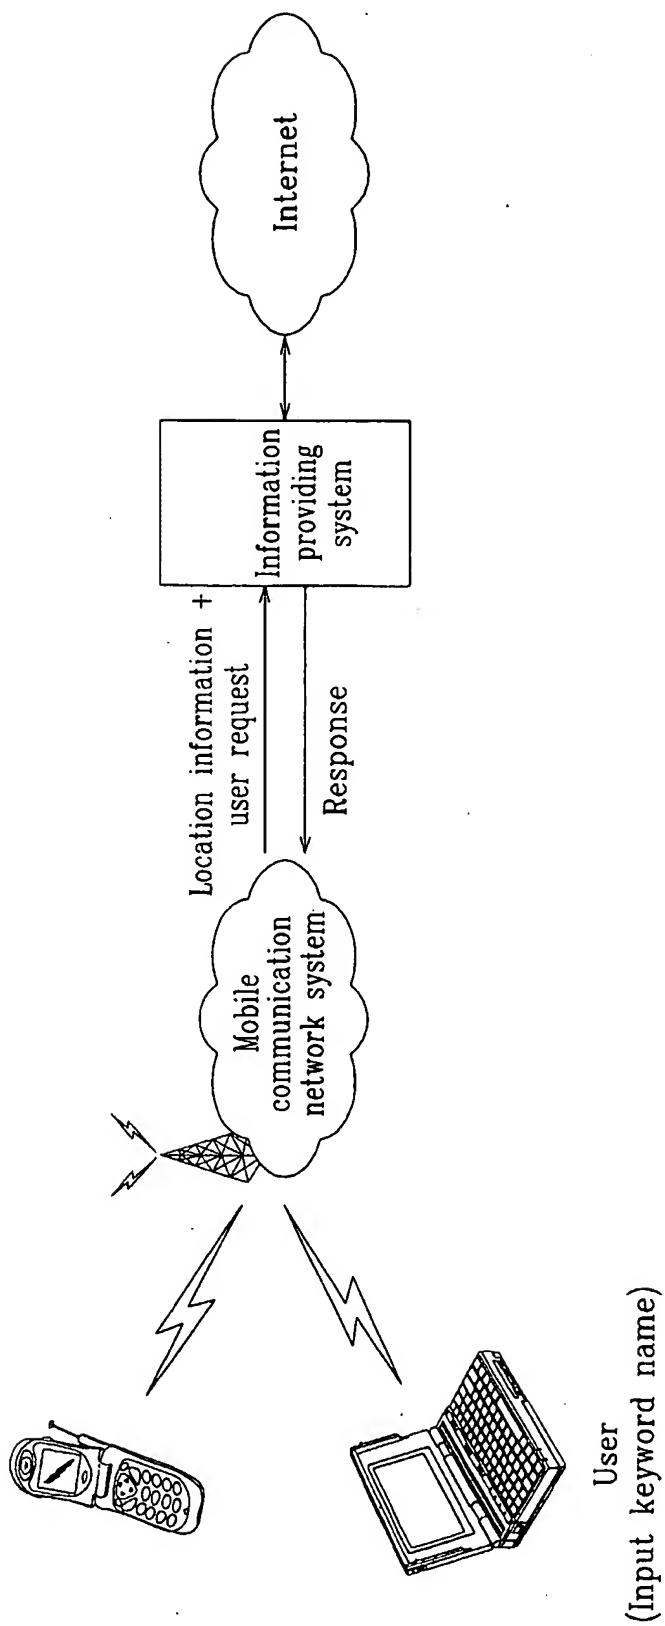 User
(Input keyword name)
Mobile
communication
network system
Location information +
user request
Response
Information
providing
system
Internet